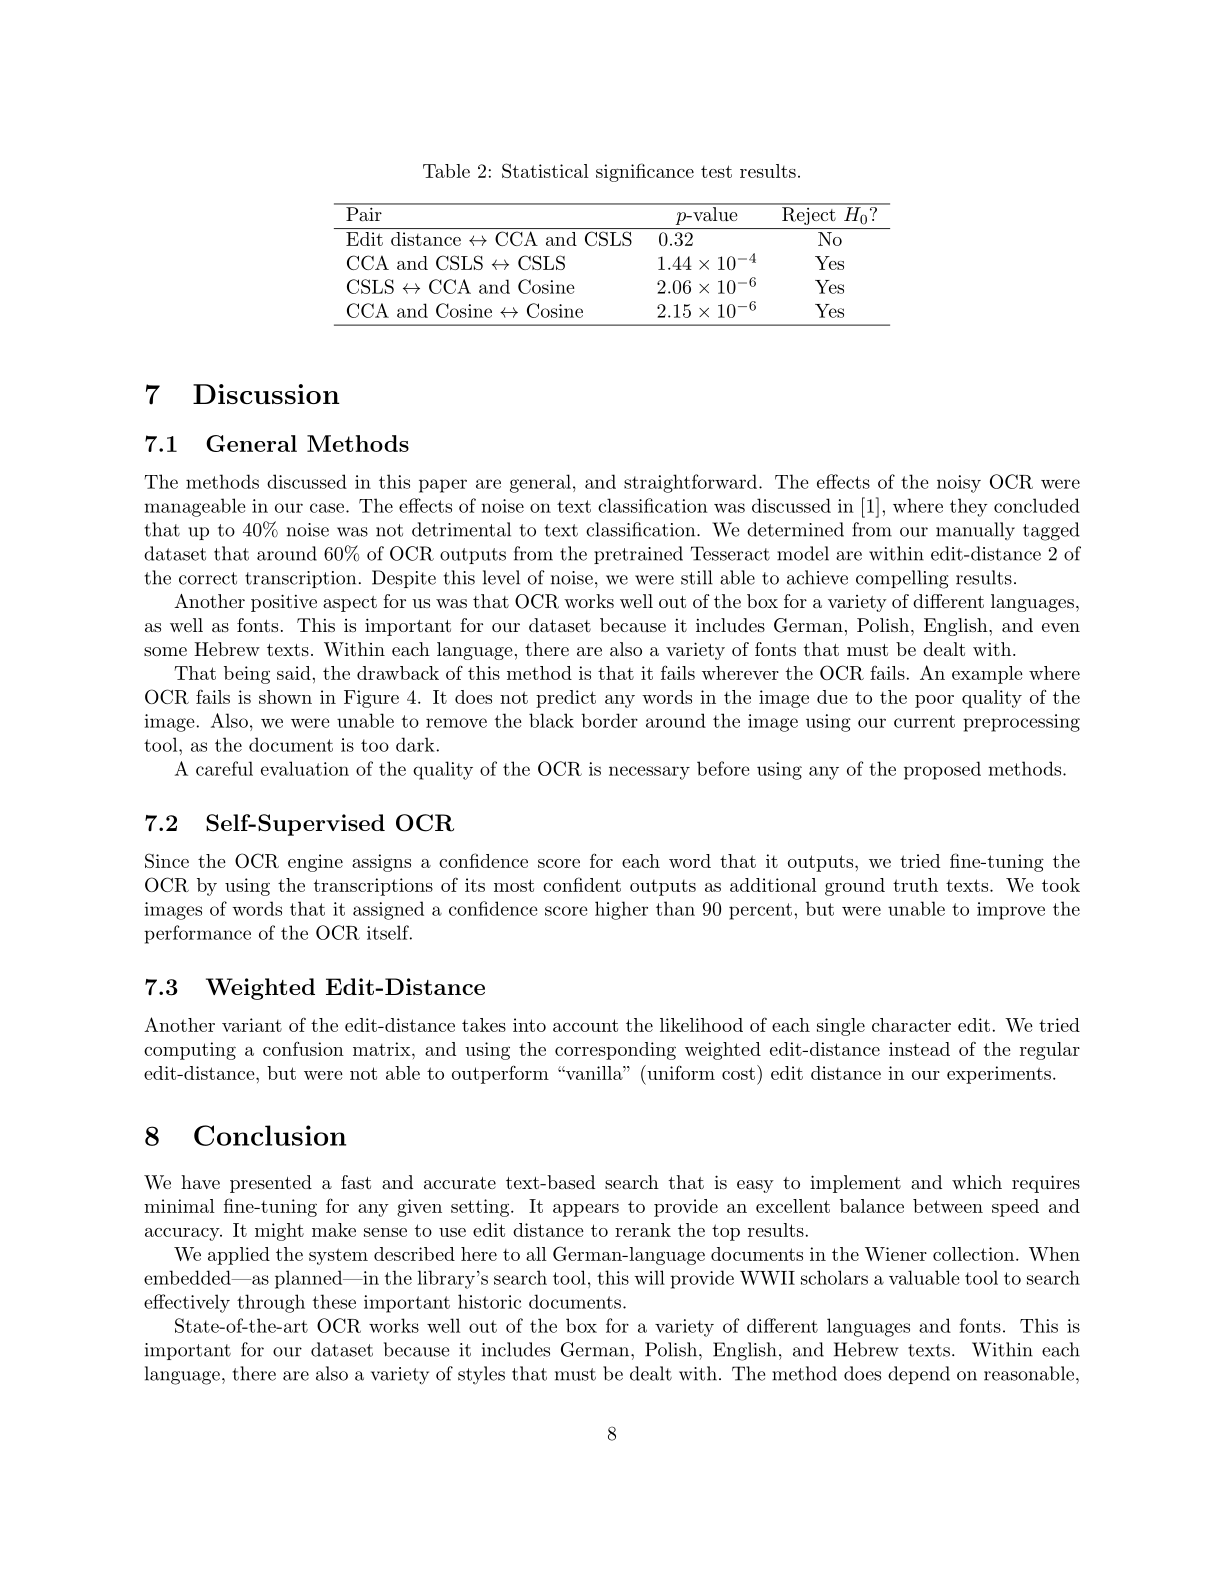 Table 2: Statistical significance test results.
Pair p-value Reject H₀?
Edit distance ↔ CCA and CSLS 0.32 No
CCA and CSLS ↔ CSLS 1.44 × 10⁻⁴ Yes
CSLS ↔ CCA and Cosine 2.06 × 10⁻⁶ Yes
CCA and Cosine ↔ Cosine 2.15 × 10⁻⁶ Yes
7 Discussion
7.1 General Methods
The methods discussed in this paper are general, and straightforward. The effects of the noisy OCR were
manageable in our case. The effects of noise on text classification was discussed in [1], where they concluded
that up to 40% noise was not detrimental to text classification. We determined from our manually tagged
dataset that around 60% of OCR outputs from the pretrained Tesseract model are within edit-distance 2 of
the correct transcription. Despite this level of noise, we were still able to achieve compelling results.
Another positive aspect for us was that OCR works well out of the box for a variety of different languages,
as well as fonts. This is important for our dataset because it includes German, Polish, English, and even
some Hebrew texts. Within each language, there are also a variety of fonts that must be dealt with.
That being said, the drawback of this method is that it fails wherever the OCR fails. An example where
OCR fails is shown in Figure 4. It does not predict any words in the image due to the poor quality of the
image. Also, we were unable to remove the black border around the image using our current preprocessing
tool, as the document is too dark.
A careful evaluation of the quality of the OCR is necessary before using any of the proposed methods.
7.2 Self-Supervised OCR
Since the OCR engine assigns a confidence score for each word that it outputs, we tried fine-tuning the
OCR by using the transcriptions of its most confident outputs as additional ground truth texts. We took
images of words that it assigned a confidence score higher than 90 percent, but were unable to improve the
performance of the OCR itself.
7.3 Weighted Edit-Distance
Another variant of the edit-distance takes into account the likelihood of each single character edit. We tried
computing a confusion matrix, and using the corresponding weighted edit-distance instead of the regular
edit-distance, but were not able to outperform “vanilla” (uniform cost) edit distance in our experiments.
8 Conclusion
We have presented a fast and accurate text-based search that is easy to implement and which requires
minimal fine-tuning for any given setting. It appears to provide an excellent balance between speed and
accuracy. It might make sense to use edit distance to rerank the top results.
We applied the system described here to all German-language documents in the Wiener collection. When
embedded—as planned—in the library’s search tool, this will provide WWII scholars a valuable tool to search
effectively through these important historic documents.
State-of-the-art OCR works well out of the box for a variety of different languages and fonts. This is
important for our dataset because it includes German, Polish, English, and Hebrew texts. Within each
language, there are also a variety of styles that must be dealt with. The method does depend on reasonable,
8